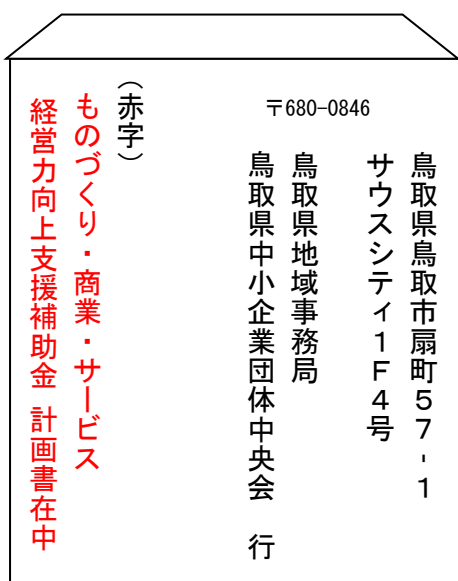 〒680-0846
鳥取県鳥取市扇町５７-１
サウスシティ１Ｆ４号
鳥取県地域事務局
鳥取県中小企業団体中央会　行
（赤字）
ものづくり・商業・サービス
経営力向上支援補助金 計画書在中